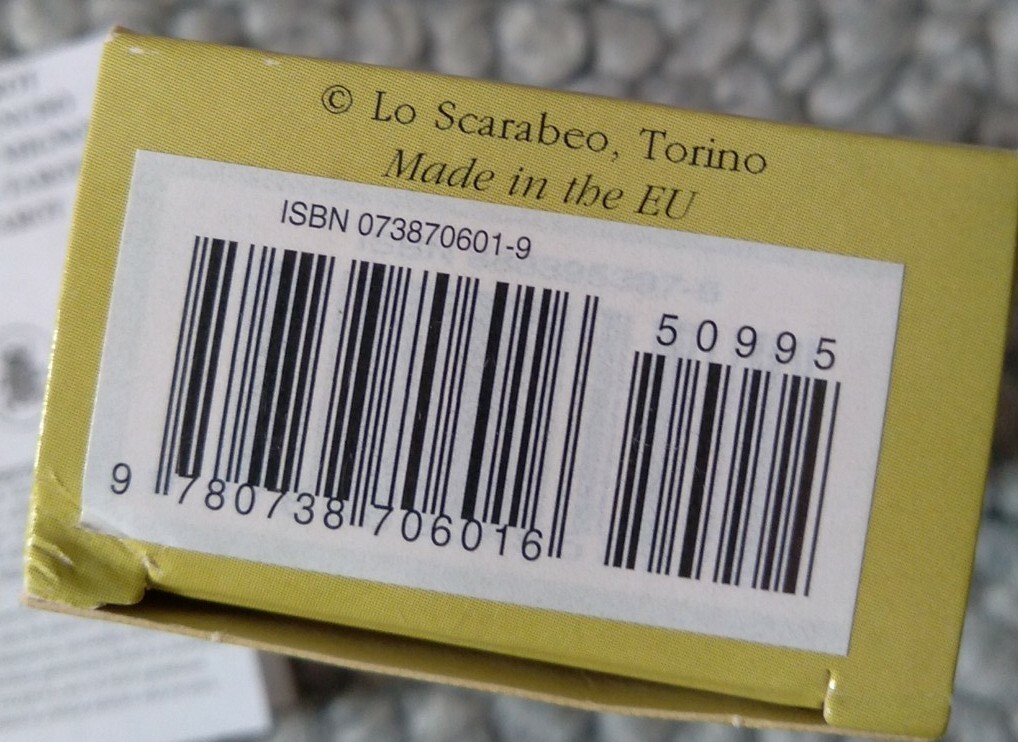 © Lo Scarabeo, Torino
Made in the EU
ISBN 073870601-9
50995
9 780738 706016